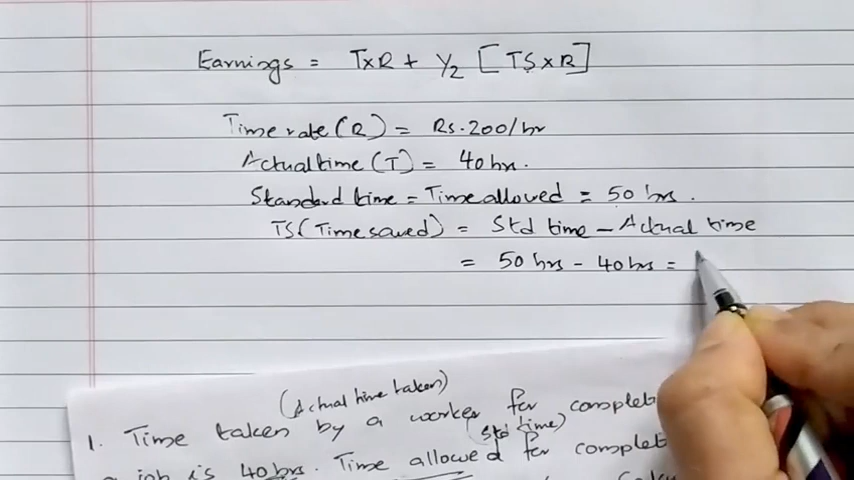 Earnings = T×R + 1/2 [TS×R]
Time rate (R) = Rs. 200/hr
Actual time (T) = 40 hrs.
Standard time = Time allowed = 50 hrs.
TS (Time saved) = Std time - Actual time
= 50 hrs - 40 hrs =
(Actual time taken)
1. Time taken by a worker for complet
(Std time)
a job is 40 hrs. Time allowed for complet